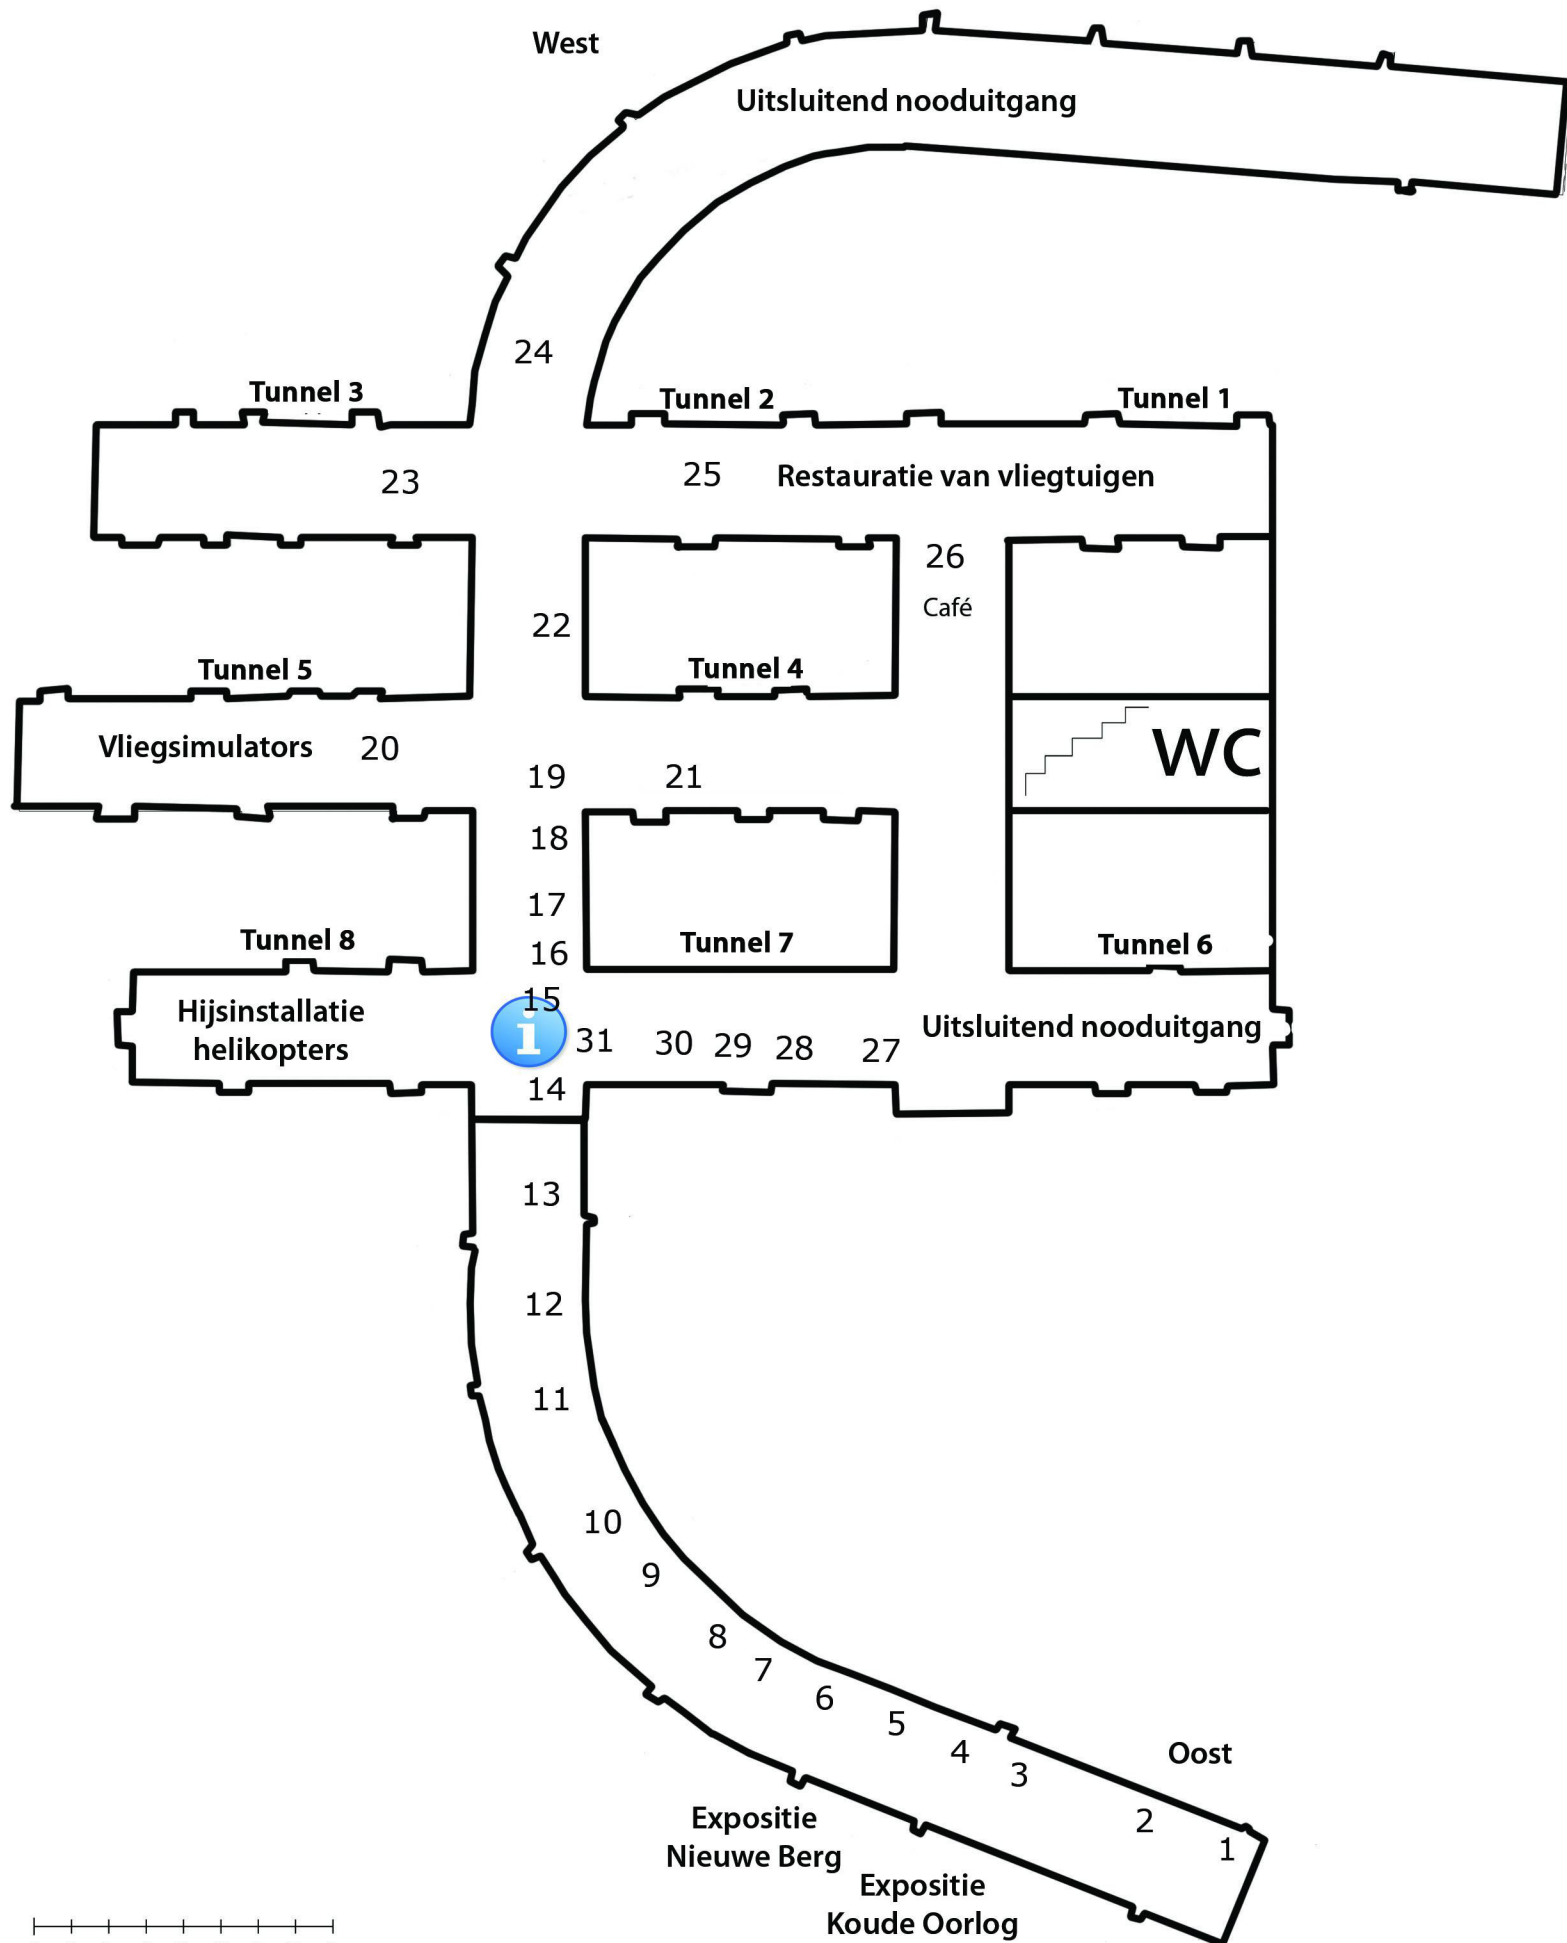 West
Uitsluitend nooduitgang
24
Tunnel 3
Tunnel 2
Tunnel 1
23
25
Restauratie van vliegtuigen
26
Café
22
Tunnel 5
Tunnel 4
Vliegsimulators
20
19
21
WC
18
17
16
Tunnel 8
Tunnel 7
Tunnel 6
15
Hijsinstallatie
helikopters
i
31
30
29
28
27
Uitsluitend nooduitgang
14
13
12
11
10
9
8
7
6
5
4
3
Oost
2
1
Expositie
Nieuwe Berg
Expositie
Koude Oorlog